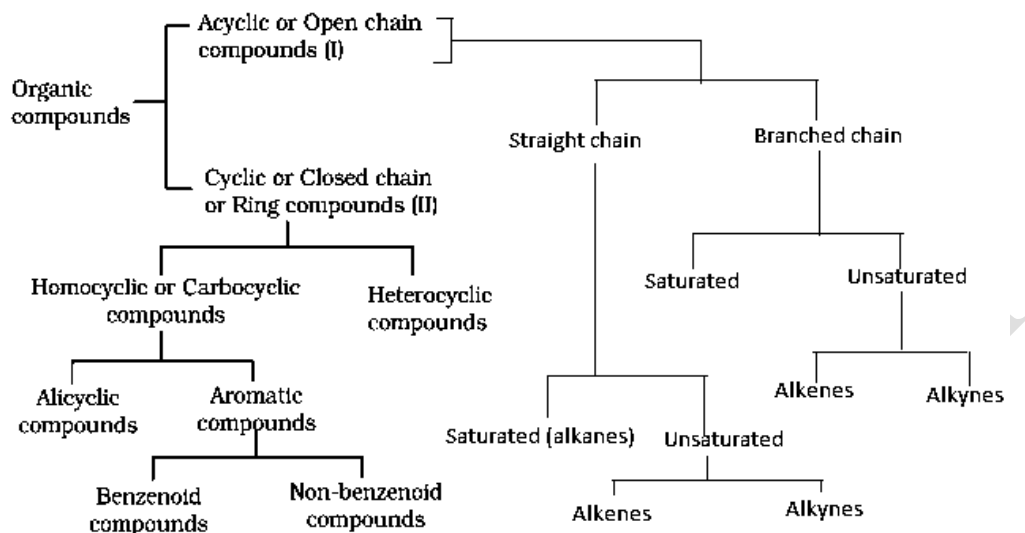 Acyclic or Open chain
compounds (I)
Organic
compounds
Straight chain
Branched chain
Cyclic or Closed chain
or Ring compounds (II)
Saturated
Unsaturated
Homocyclic or Carbocyclic
compounds
Heterocyclic
compounds
Alicyclic
compounds
Aromatic
compounds
Alkenes
Alkynes
Saturated (alkanes)
Unsaturated
Benzenoid
compounds
Non-benzenoid
compounds
Alkenes
Alkynes